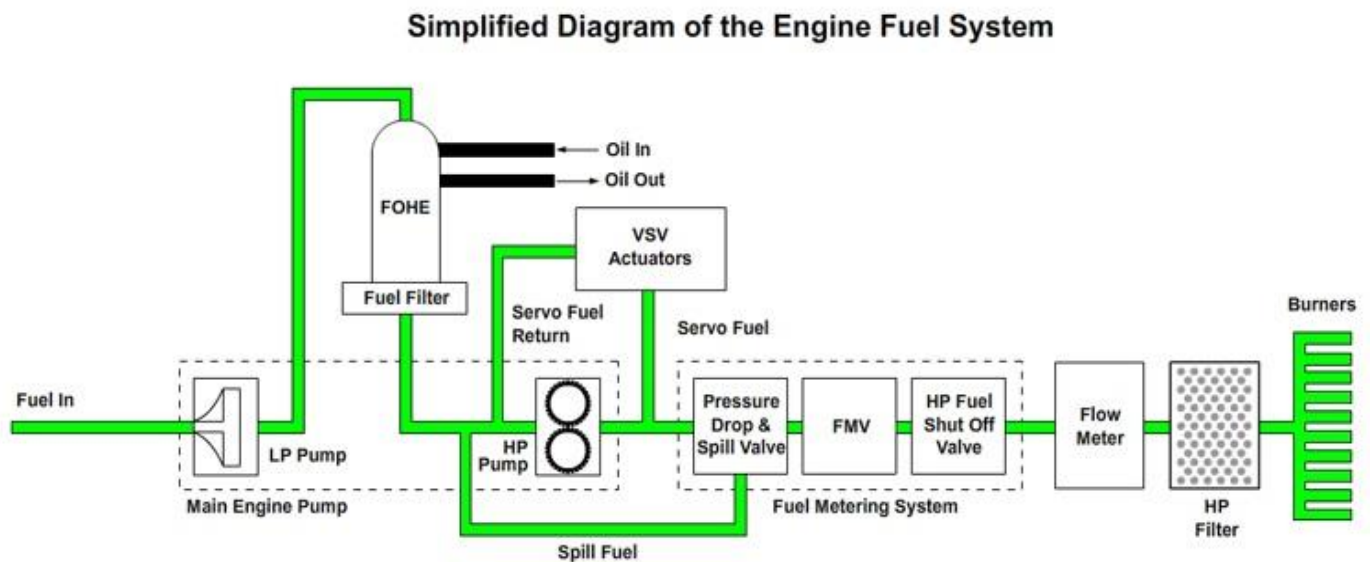 Simplified Diagram of the Engine Fuel System
Oil In
Oil Out
FOHE
VSV
Actuators
Fuel Filter
Servo Fuel
Return
Servo Fuel
Burners
Fuel In
LP Pump
HP
Pump
Pressure
Drop &
Spill Valve
FMV
HP Fuel
Shut Off
Valve
Flow
Meter
Main Engine Pump
Fuel Metering System
HP
Filter
Spill Fuel